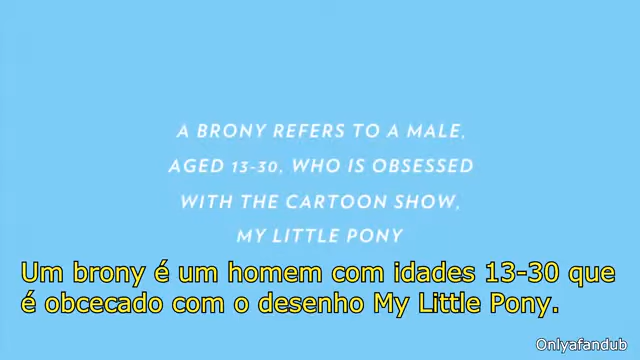 A BRONY REFERS TO A MALE,
AGED 13-30, WHO IS OBSESSED
WITH THE CARTOON SHOW,
MY LITTLE PONY
Um brony é um homem com idades 13-30 que
é obcecado com o desenho My Little Pony.
Onlyafandub